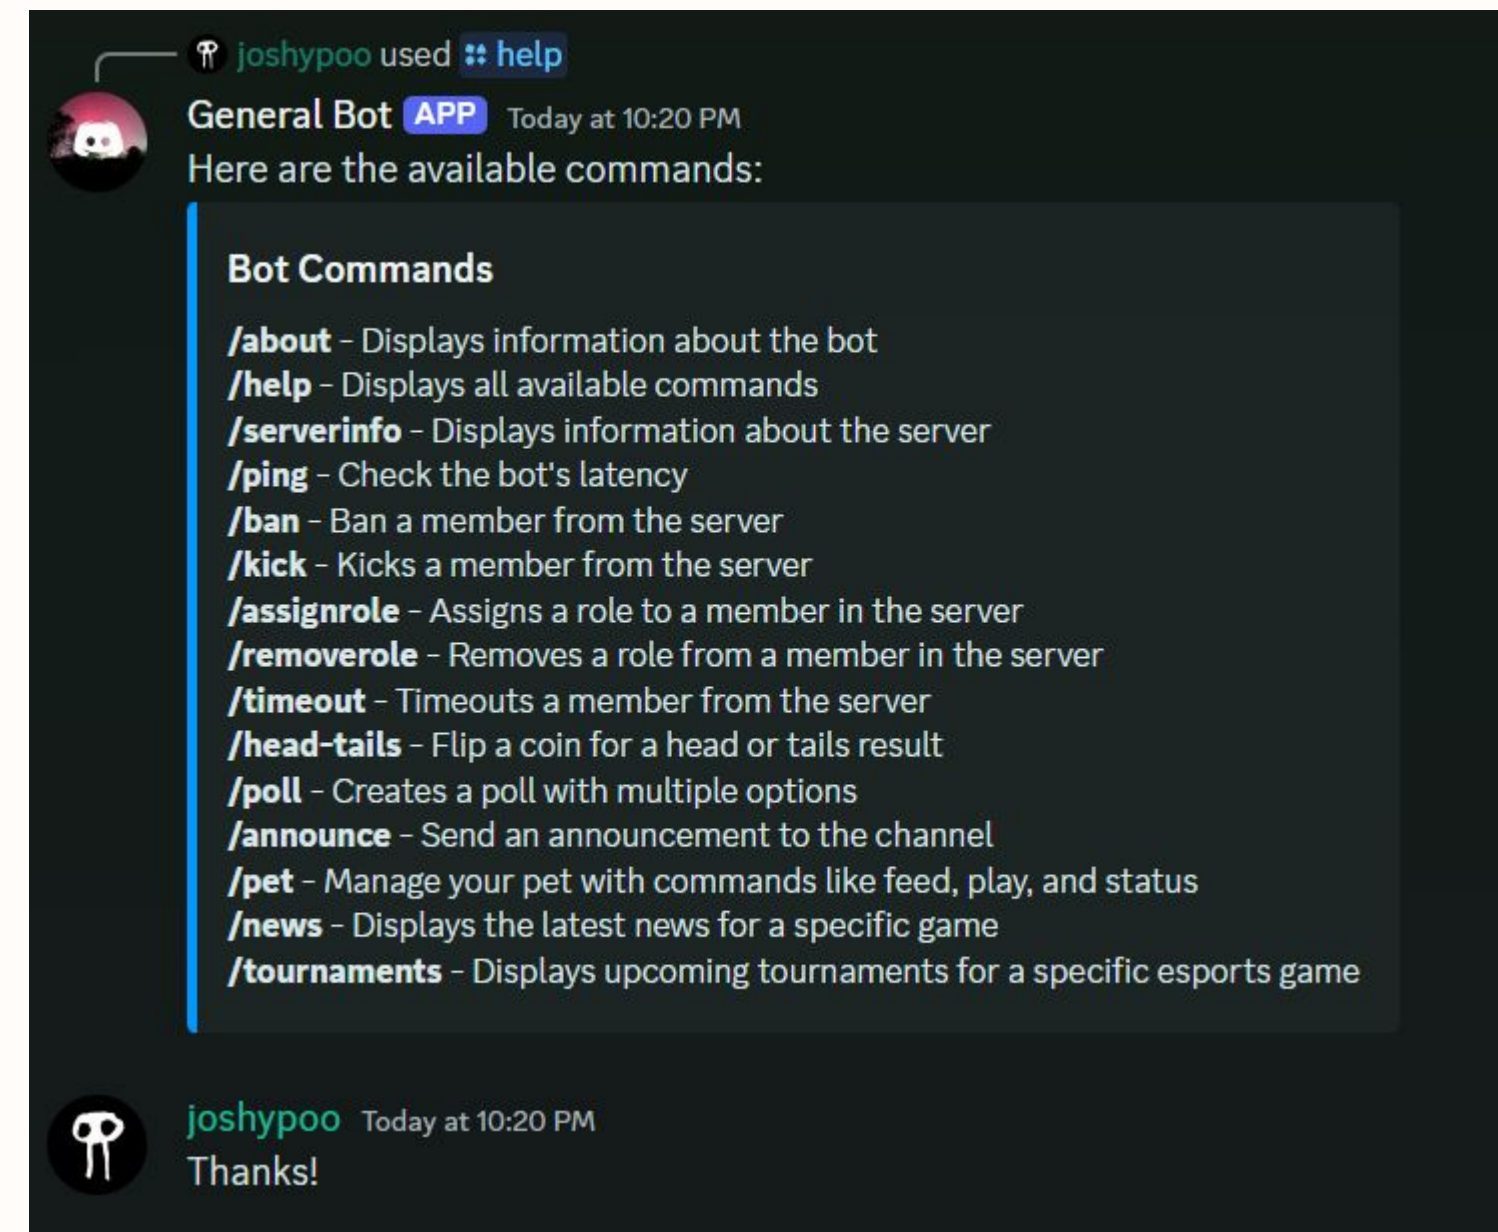 joshypoo used help
General Bot APP Today at 10:20 PM
Here are the available commands:
Bot Commands
/about - Displays information about the bot
/help - Displays all available commands
/serverinfo - Displays information about the server
/ping - Check the bot's latency
/ban - Ban a member from the server
/kick - Kicks a member from the server
/assignrole - Assigns a role to a member in the server
/removerole - Removes a role from a member in the server
/timeout - Timeouts a member from the server
/head-tails - Flip a coin for a head or tails result
/poll - Creates a poll with multiple options
/announce - Send an announcement to the channel
/pet - Manage your pet with commands like feed, play, and status
/news - Displays the latest news for a specific game
/tournaments - Displays upcoming tournaments for a specific esports game
joshypoo Today at 10:20 PM
Thanks!